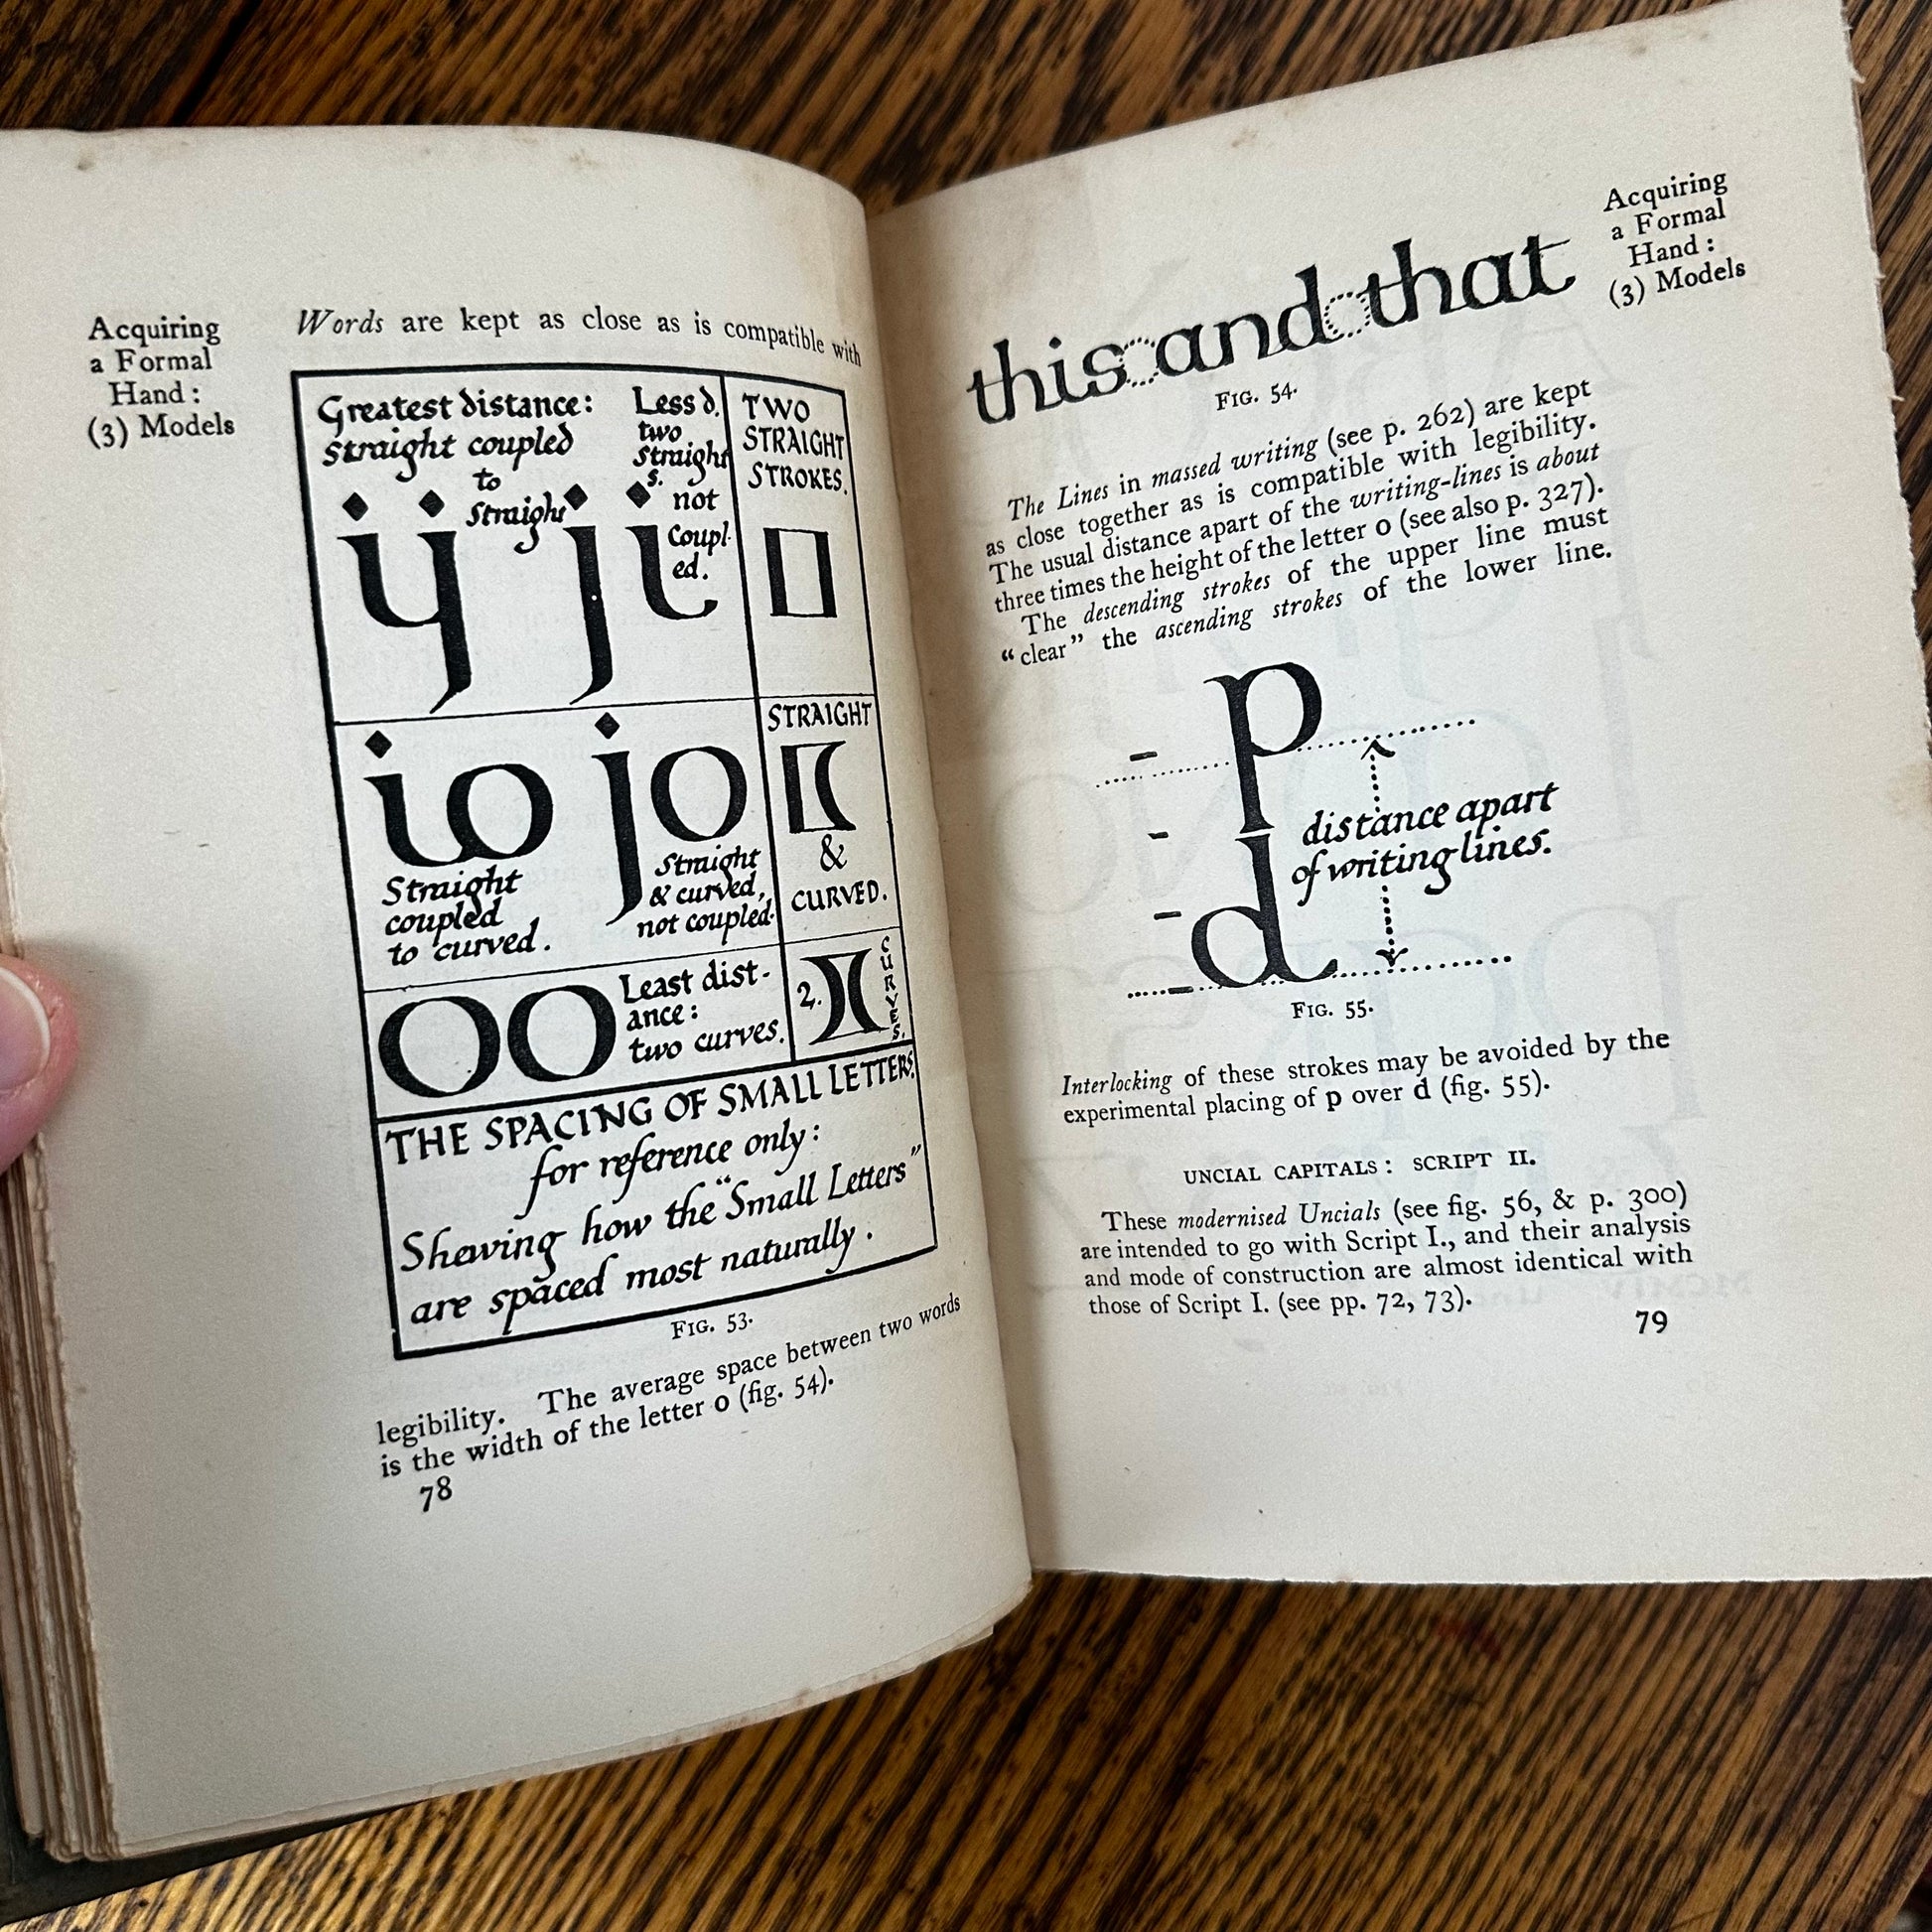 Acquiring
a Formal
Hand:
(3) Models
Words are kept as close as is compatible with
Greatest distance:
straight coupled
to
Straight
Less d.
two
Straight
s.
not
Coupl-
ed.
TWO
STRAIGHT
STROKES.
ij ji
io jo
Straight
coupled
to curved.
Straight
& curved,
not coupled.
STRAIGHT
&
CURVED.
oo
Least dist-
ance:
two curves.
2.
CURVES.
THE SPACING OF SMALL LETTERS,
for reference only:
Shewing how the "Small Letters"
are spaced most naturally.
FIG. 53.
legibility. The average space between two words
is the width of the letter o (fig. 54).
78
Acquiring
a Formal
Hand:
(3) Models
this and that
FIG. 54.
The Lines in massed writing (see p. 262) are kept
as close together as is compatible with legibility.
The usual distance apart of the writing-lines is about
three times the height of the letter o (see also p. 327).
The descending strokes of the upper line must
"clear" the ascending strokes of the lower line.
p
distance apart
of writing lines.
d
FIG. 55.
Interlocking of these strokes may be avoided by the
experimental placing of p over d (fig. 55).
UNCIAL CAPITALS: SCRIPT II.
These modernised Uncials (see fig. 56, & p. 300)
are intended to go with Script I., and their analysis
and mode of construction are almost identical with
those of Script I. (see pp. 72, 73).
79